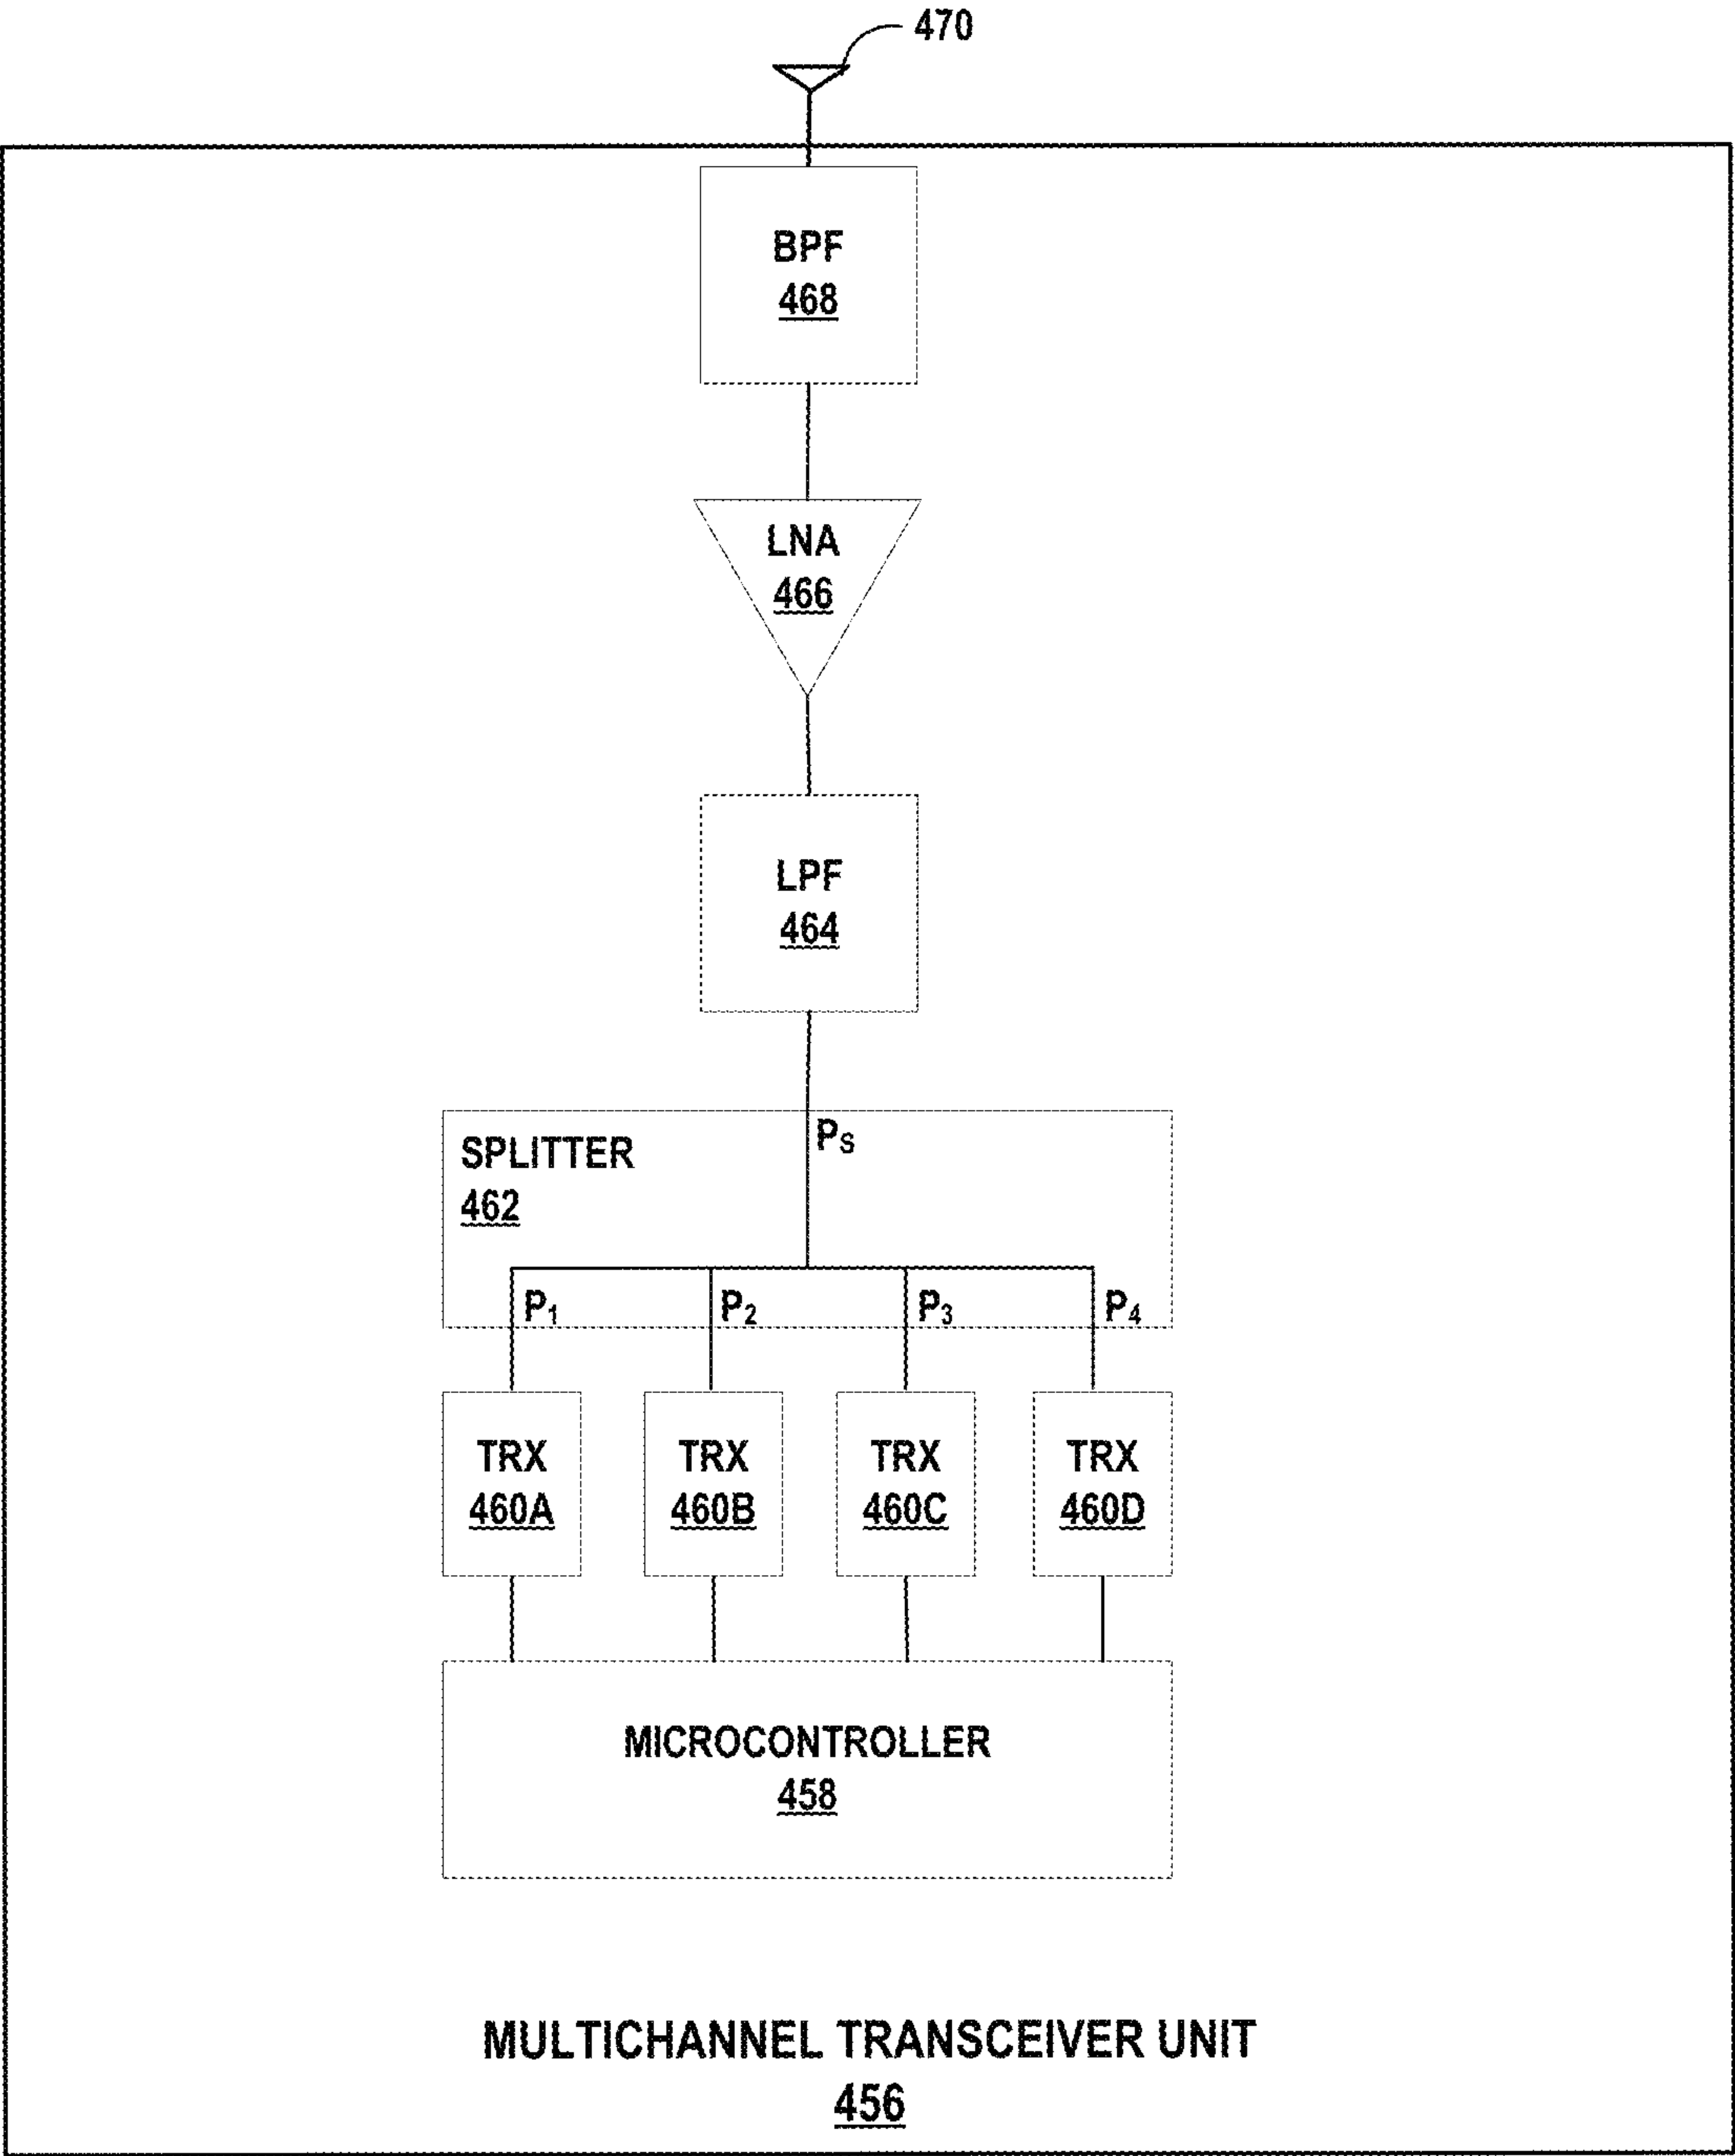 470
BPF
468
LNA
466
LPF
464
SPLITTER
462
PS
P1 P2 P3 P4
TRX TRX TRX TRX
460A 460B 460C 460D
MICROCONTROLLER
458
MULTICHANNEL TRANSCEIVER UNIT
456